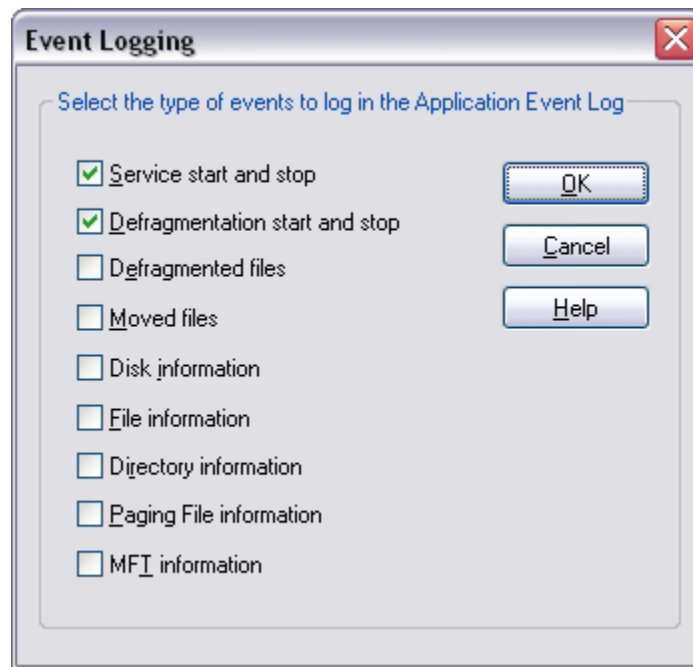 Event Logging
Select the type of events to log in the Application Event Log
Service start and stop
OK
Defragmentation start and stop
Cancel
Defragmented files
Help
Moved files
Disk information
File information
Directory information
Paging File information
MFT information